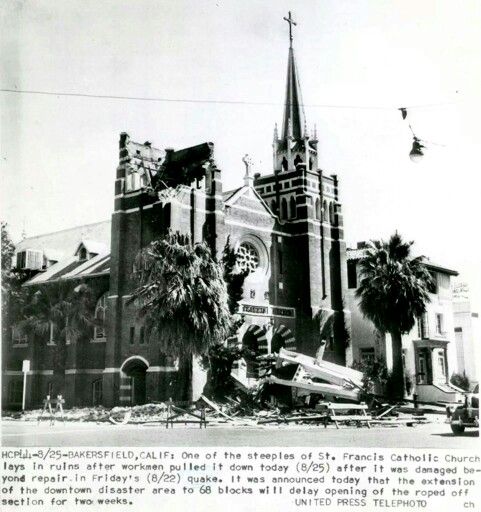 HCP11-8/25-BAKERSFIELD,CALIF: One of the steeples of St. Francis Catholic Church
lays in ruins after workmen pulled it down today (8/25) after it was damaged be-
yond repair in Friday's (8/22) quake. It was announced today that the extension
of the downtown disaster area to 68 blocks will delay opening of the roped off
section for two weeks. UNITED PRESS TELEPHOTO ch